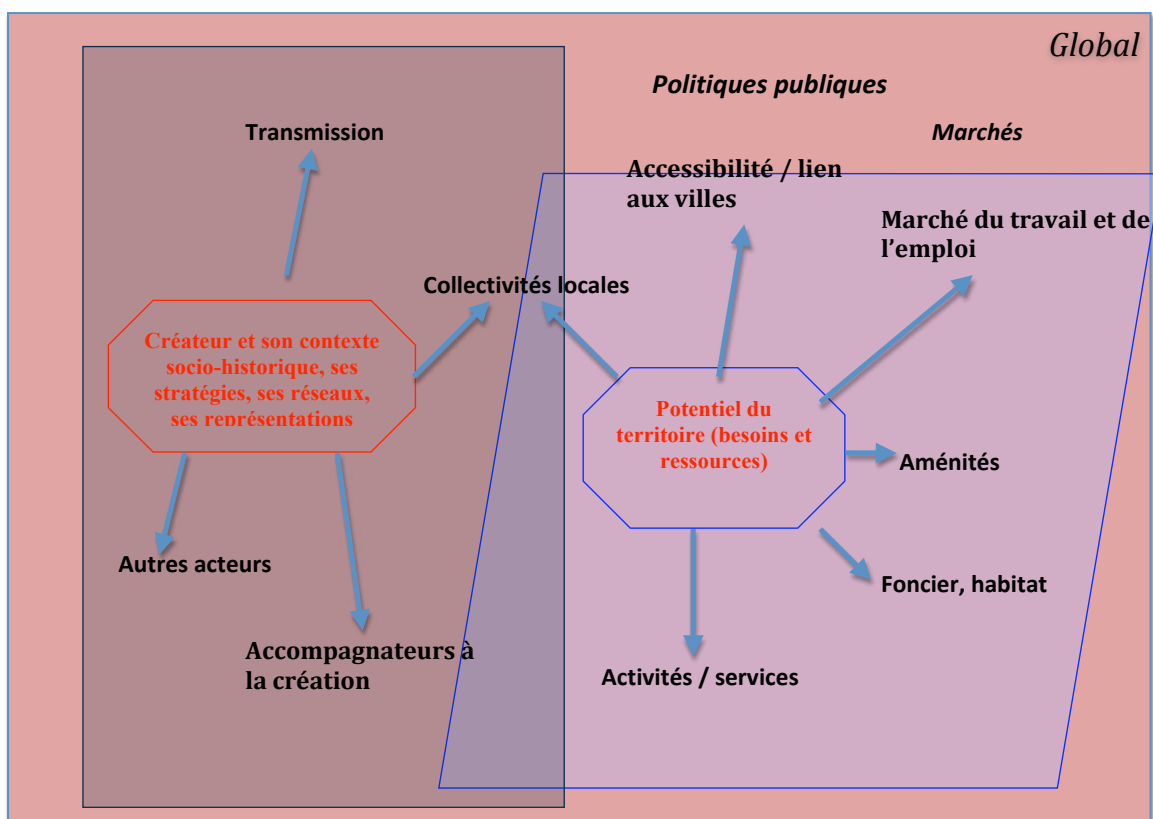 Global
Politiques publiques
Marchés
Transmission
Accessibilité / lien
aux villes
Marché du travail et de
l'emploi
Collectivités locales
Créateur et son contexte
socio-historique, ses
stratégies, ses réseaux,
ses représentations
Potentiel du
territoire (besoins et
ressources)
Aménités
Autres acteurs
Foncier, habitat
Accompagnateurs à
la création
Activités / services